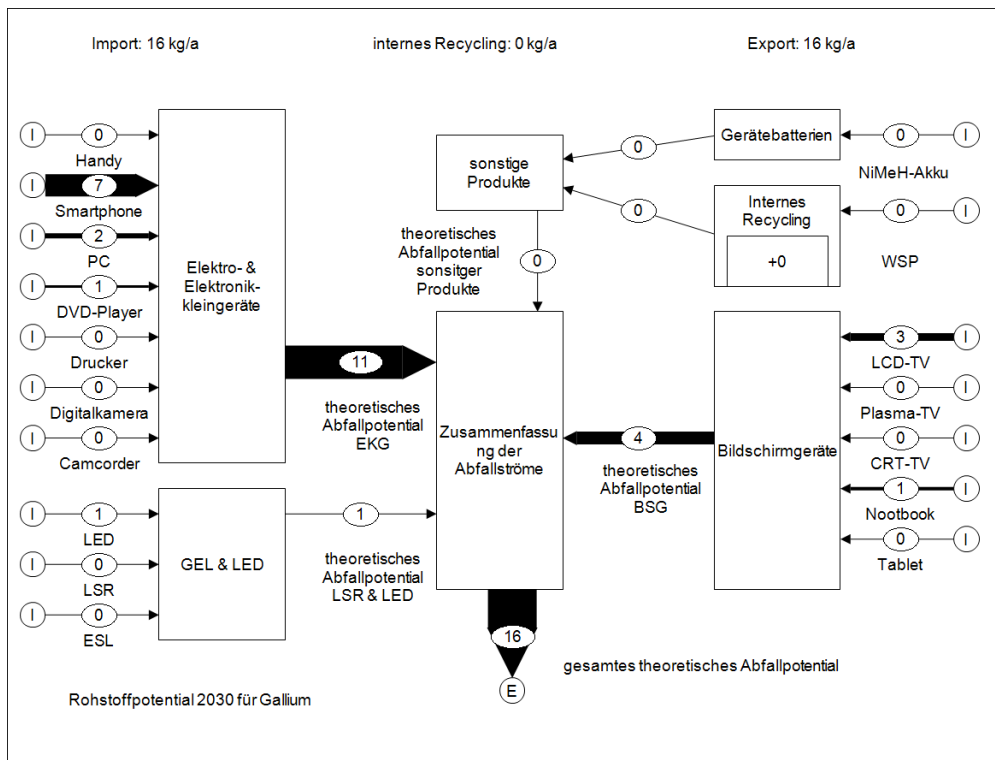 Import: 16 kg/a
internes Recycling: 0 kg/a
Export: 16 kg/a
I
0
Handy
I
7
Smartphone
I
2
PC
I
1
DVD-Player
I
0
Drucker
I
0
Digitalkamera
I
0
Camcorder
Elektro- &
Elektronik-
kleingeräte
11
theoretisches
Abfallpotential
EKG
I
1
LED
I
0
LSR
I
0
ESL
GEL & LED
1
theoretisches
Abfallpotential
LSR & LED
sonstige
Produkte
0
0
theoretisches
Abfallpotential
sonsitger
Produkte
0
Zusammenfassu
ng der
Abfallströme
16
E
gesamtes theoretisches Abfallpotential
Gerätebatterien
0
I
NiMeH-Akku
Internes
Recycling
+0
0
I
WSP
4
theoretisches
Abfallpotential
BSG
Bildschirmgeräte
3
I
LCD-TV
0
I
Plasma-TV
0
I
CRT-TV
1
I
Nootbook
0
I
Tablet
Rohstoffpotential 2030 für Gallium